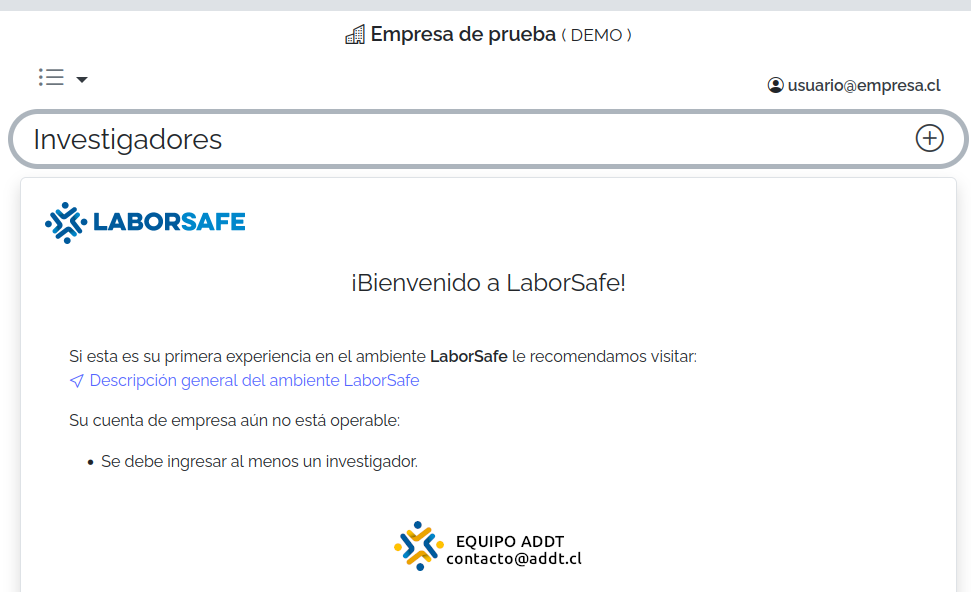 Empresa de prueba ( DEMO )
usuario@empresa.cl
Investigadores
LABORSAFE
¡Bienvenido a LaborSafe!
Si esta es su primera experiencia en el ambiente LaborSafe le recomendamos visitar:
Descripción general del ambiente LaborSafe
Su cuenta de empresa aún no está operable:
• Se debe ingresar al menos un investigador.
EQUIPO ADDT
contacto@addt.cl